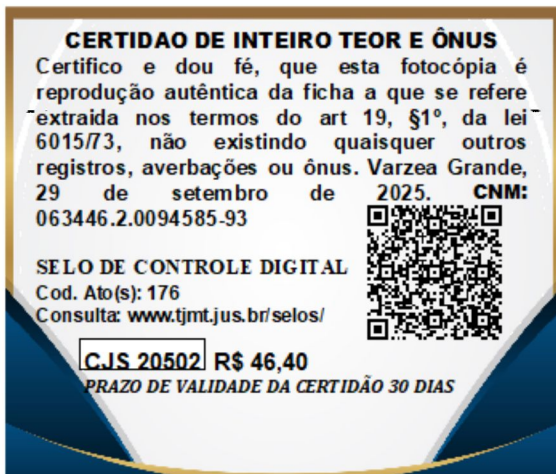 CERTIDAO DE INTEIRO TEOR E ÔNUS
Certifico e dou fé, que esta fotocópia é
reprodução autêntica da ficha a que se refere
extraida nos termos do art 19, §1º, da lei
6015/73, não existindo quaisquer outros
registros, averbações ou ônus. Varzea Grande,
29 de setembro de 2025. CNM:
063446.2.0094585-93
SELO DE CONTROLE DIGITAL
Cod. Ato(s): 176
Consulta: www.tjmt.jus.br/selos/
CJS 20502 R$ 46,40
PRAZO DE VALIDADE DA CERTIDÃO 30 DIAS